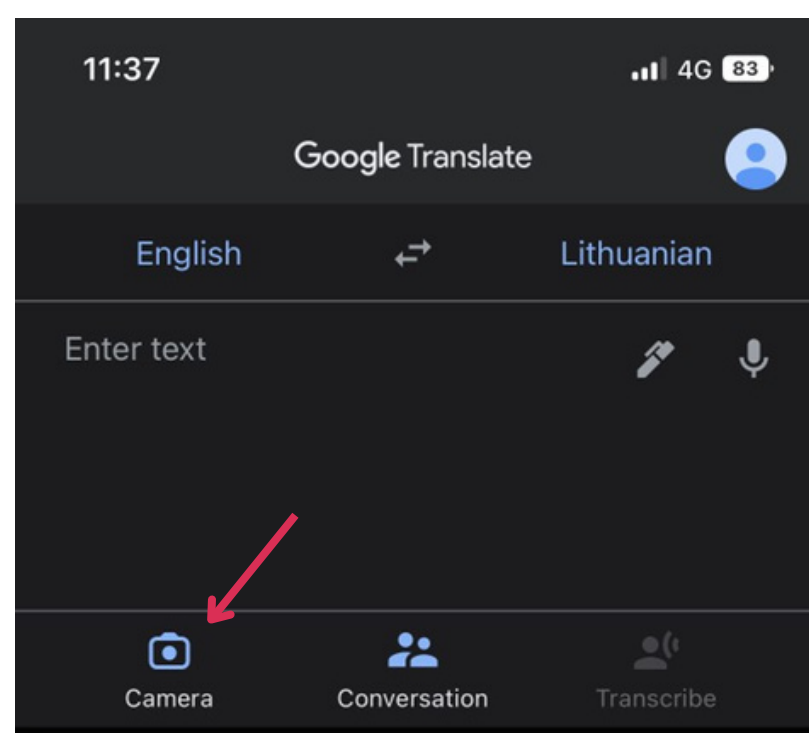 11:37 4G 83
Google Translate
English Lithuanian
Enter text
Camera Conversation Transcribe